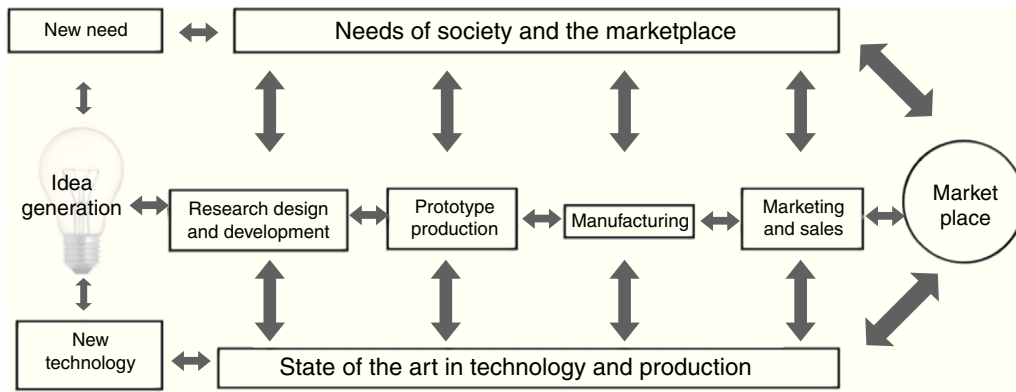 New need
Needs of society and the marketplace
Idea
generation
Research design
and development
Prototype
production
Manufacturing
Marketing
and sales
Market
place
New
technology
State of the art in technology and production